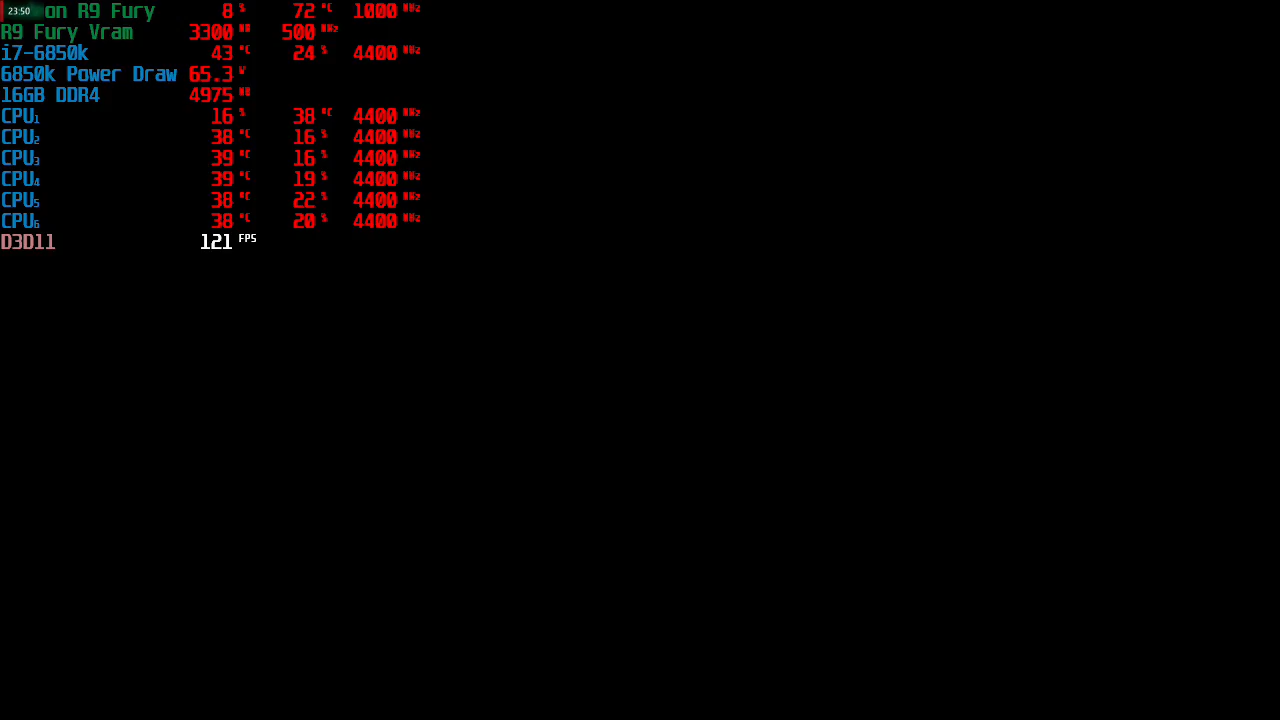 23:50 on R9 Fury 8 % 72 °C 1000 MHz
R9 Fury Vram 3300 MB 500 MHz
i7-6850k 43 °C 24 % 4400 MHz
6850k Power Draw 65.3 W
16GB DDR4 4975 MB
CPU1 16 % 38 °C 4400 MHz
CPU2 38 °C 16 % 4400 MHz
CPU3 39 °C 16 % 4400 MHz
CPU4 39 °C 19 % 4400 MHz
CPU5 38 °C 22 % 4400 MHz
CPU6 38 °C 20 % 4400 MHz
D3D11 121 FPS